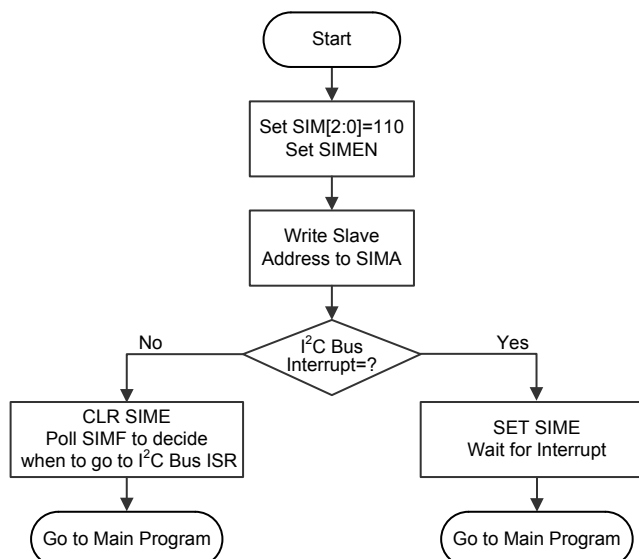 Start
Set SIM[2:0]=110
Set SIMEN
Write Slave
Address to SIMA
I²C Bus
Interrupt=?
No
Yes
CLR SIME
Poll SIMF to decide
when to go to I²C Bus ISR
SET SIME
Wait for Interrupt
Go to Main Program
Go to Main Program